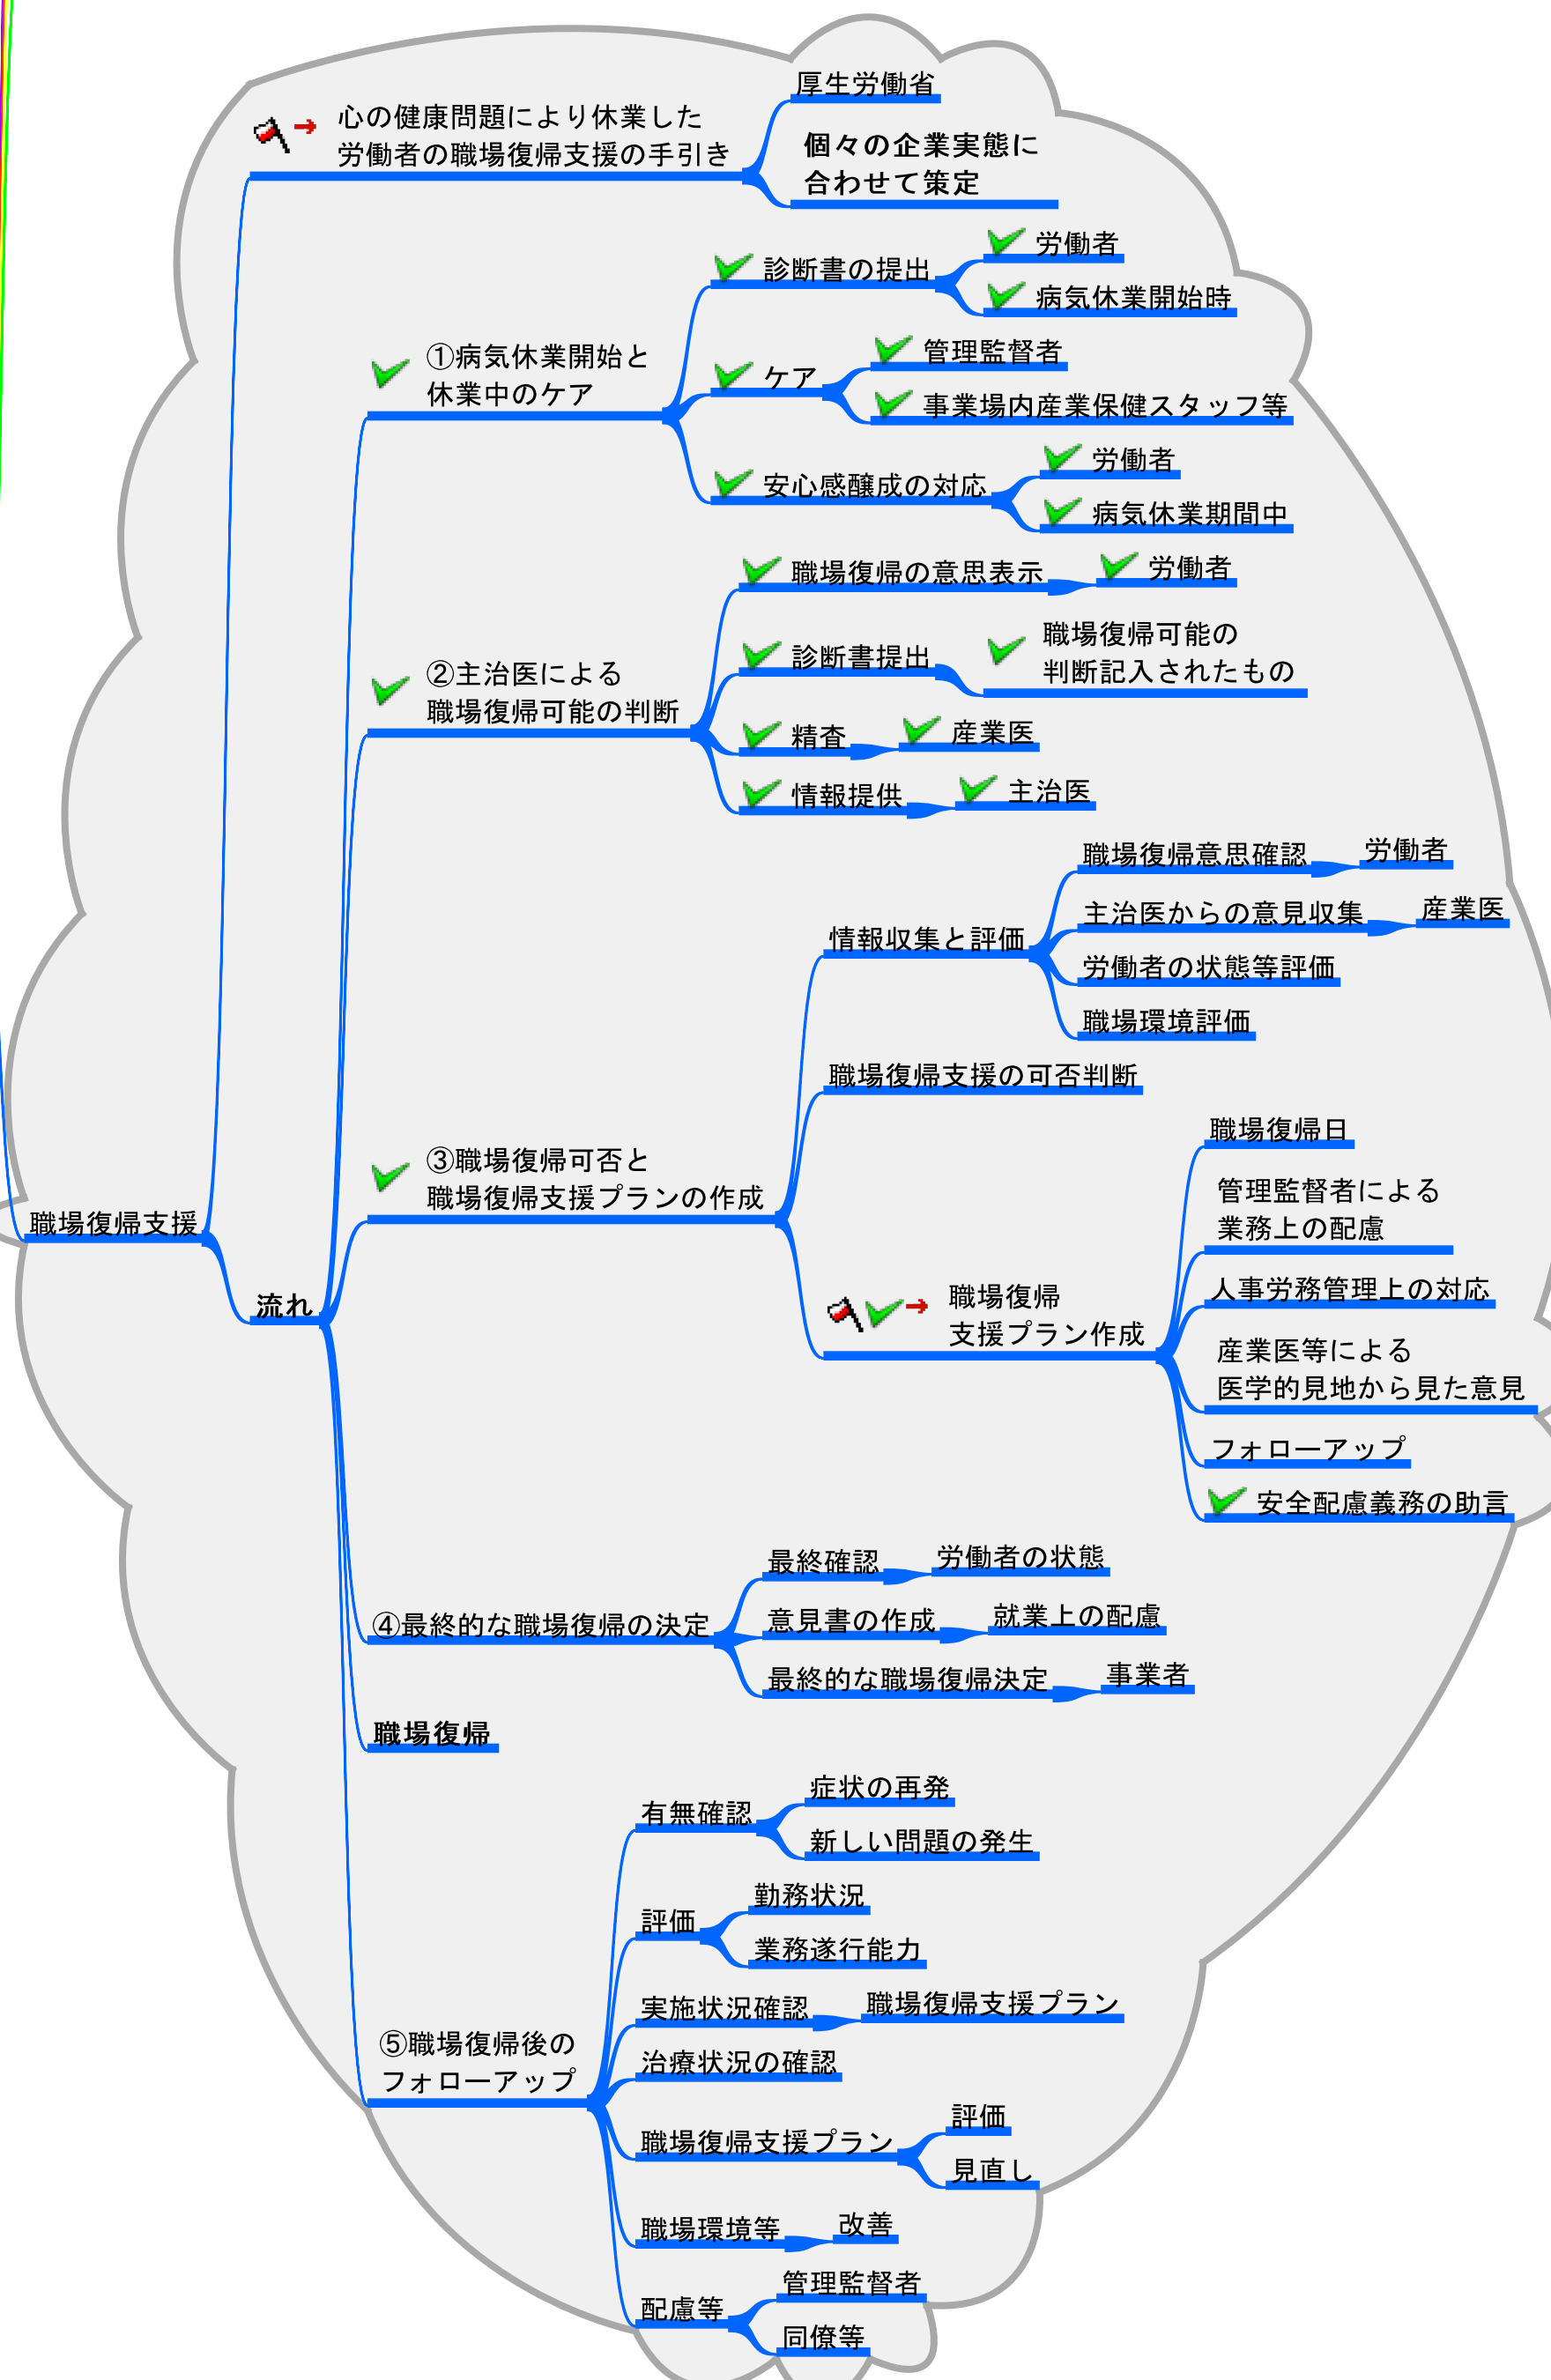 厚生労働省
心の健康問題により休業した
労働者の職場復帰支援の手引き
個々の企業実態に
合わせて策定
労働者
診断書の提出
病気休業開始時
①病気休業開始と
休業中のケア
管理監督者
ケア
事業場内産業保健スタッフ等
労働者
安心感醸成の対応
病気休業期間中
職場復帰の意思表示
労働者
②主治医による
職場復帰可能の判断
診断書提出
職場復帰可能の
判断記入されたもの
精査
産業医
情報提供
主治医
職場復帰意思確認
労働者
情報収集と評価
主治医からの意見収集
産業医
労働者の状態等評価
職場環境評価
職場復帰支援の可否判断
③職場復帰可否と
職場復帰支援プランの作成
職場復帰日
管理監督者による
業務上の配慮
職場復帰支援
流れ
職場復帰
支援プラン作成
人事労務管理上の対応
産業医等による
医学的見地から見た意見
フォローアップ
安全配慮義務の助言
最終確認
労働者の状態
④最終的な職場復帰の決定
意見書の作成
就業上の配慮
最終的な職場復帰決定
事業者
職場復帰
有無確認
症状の再発
新しい問題の発生
評価
勤務状況
業務遂行能力
実施状況確認
職場復帰支援プラン
⑤職場復帰後の
フォローアップ
治療状況の確認
職場復帰支援プラン
評価
見直し
職場環境等
改善
配慮等
管理監督者
同僚等